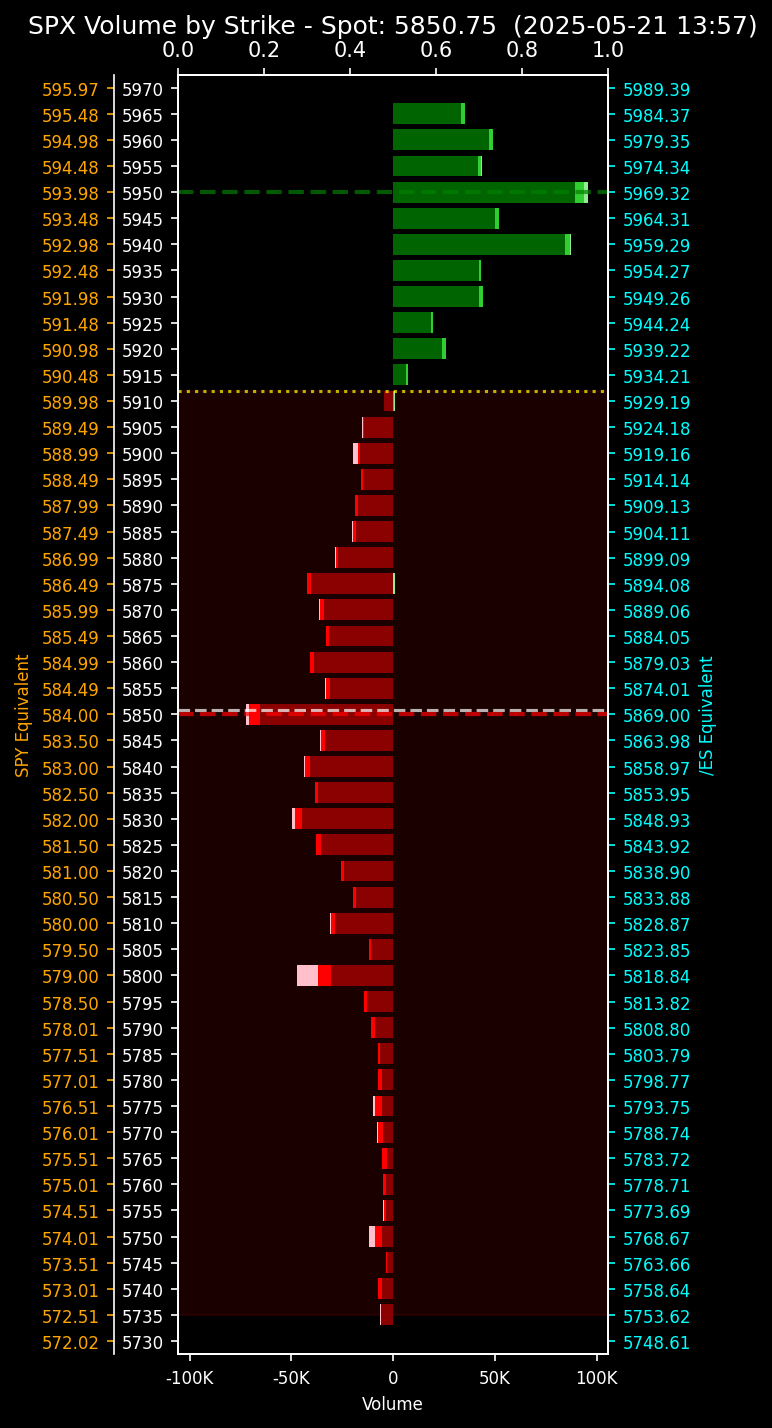 SPX Volume by Strike - Spot: 5850.75  (2025-05-21 13:57)
0.0 0.2 0.4 0.6 0.8 1.0
595.97 5970 5989.39
595.48 5965 5984.37
594.98 5960 5979.35
594.48 5955 5974.34
593.98 5950 5969.32
593.48 5945 5964.31
592.98 5940 5959.29
592.48 5935 5954.27
591.98 5930 5949.26
591.48 5925 5944.24
590.98 5920 5939.22
590.48 5915 5934.21
589.98 5910 5929.19
589.49 5905 5924.18
588.99 5900 5919.16
588.49 5895 5914.14
587.99 5890 5909.13
587.49 5885 5904.11
586.99 5880 5899.09
586.49 5875 5894.08
585.99 5870 5889.06
585.49 5865 5884.05
584.99 5860 5879.03
584.49 5855 5874.01
584.00 5850 5869.00
583.50 5845 5863.98
583.00 5840 5858.97
582.50 5835 5853.95
582.00 5830 5848.93
581.50 5825 5843.92
581.00 5820 5838.90
580.50 5815 5833.88
580.00 5810 5828.87
579.50 5805 5823.85
579.00 5800 5818.84
578.50 5795 5813.82
578.01 5790 5808.80
577.51 5785 5803.79
577.01 5780 5798.77
576.51 5775 5793.75
576.01 5770 5788.74
575.51 5765 5783.72
575.01 5760 5778.71
574.51 5755 5773.69
574.01 5750 5768.67
573.51 5745 5763.66
573.01 5740 5758.64
572.51 5735 5753.62
572.02 5730 5748.61
SPY Equivalent
/ES Equivalent
-100K -50K 0 50K 100K
Volume